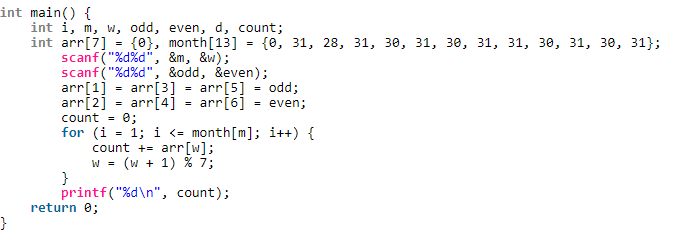 int main() {
    int i, m, w, odd, even, d, count;
    int arr[7] = {0}, month[13] = {0, 31, 28, 31, 30, 31, 30, 31, 31, 30, 31, 30, 31};
        scanf("%d%d", &m, &w);
        scanf("%d%d", &odd, &even);
        arr[1] = arr[3] = arr[5] = odd;
        arr[2] = arr[4] = arr[6] = even;
        count = 0;
        for (i = 1; i <= month[m]; i++) {
            count += arr[w];
            w = (w + 1) % 7;
        }
        printf("%d\n", count);
    return 0;
}